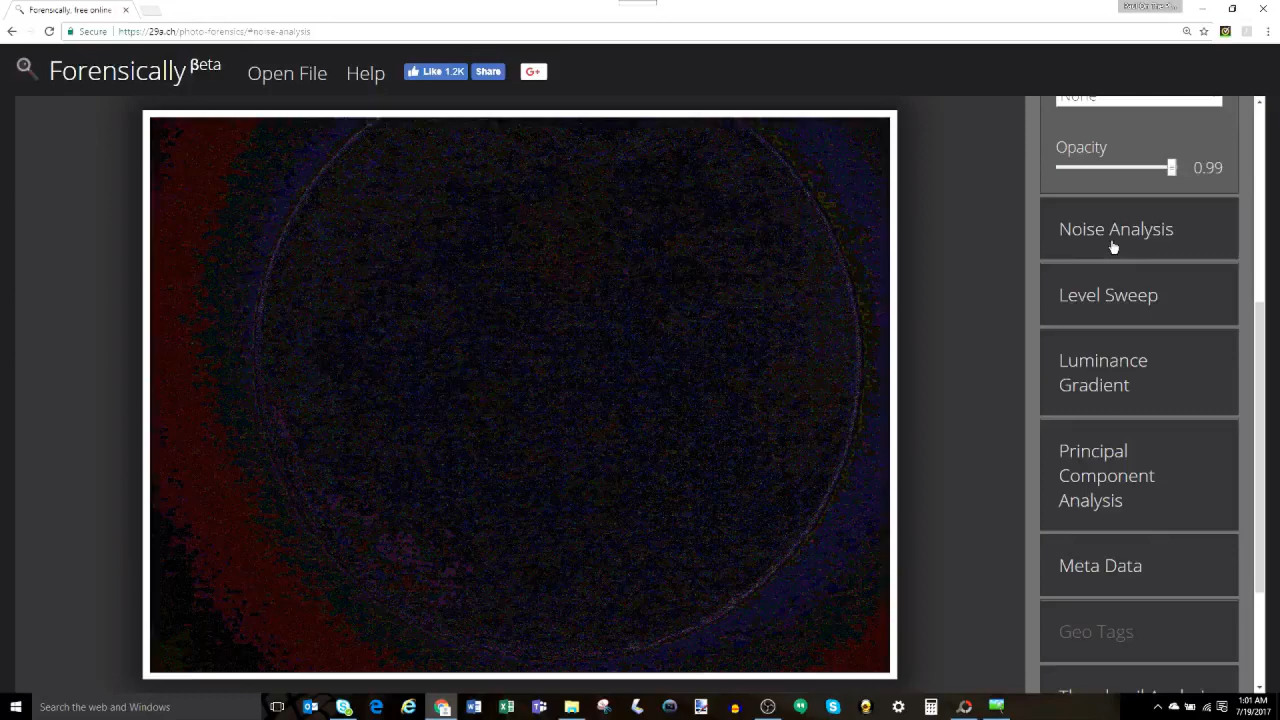 Forensically, free online
Secure
https://29a.ch/photo-forensics/#noise-analysis
Forensically Beta
Open File
Help
Like 1.2K
Share
G+
None
Opacity
0.99
Noise Analysis
Level Sweep
Luminance
Gradient
Principal
Component
Analysis
Meta Data
Geo Tags
Search the web and Windows
1:01 AM
7/19/2017